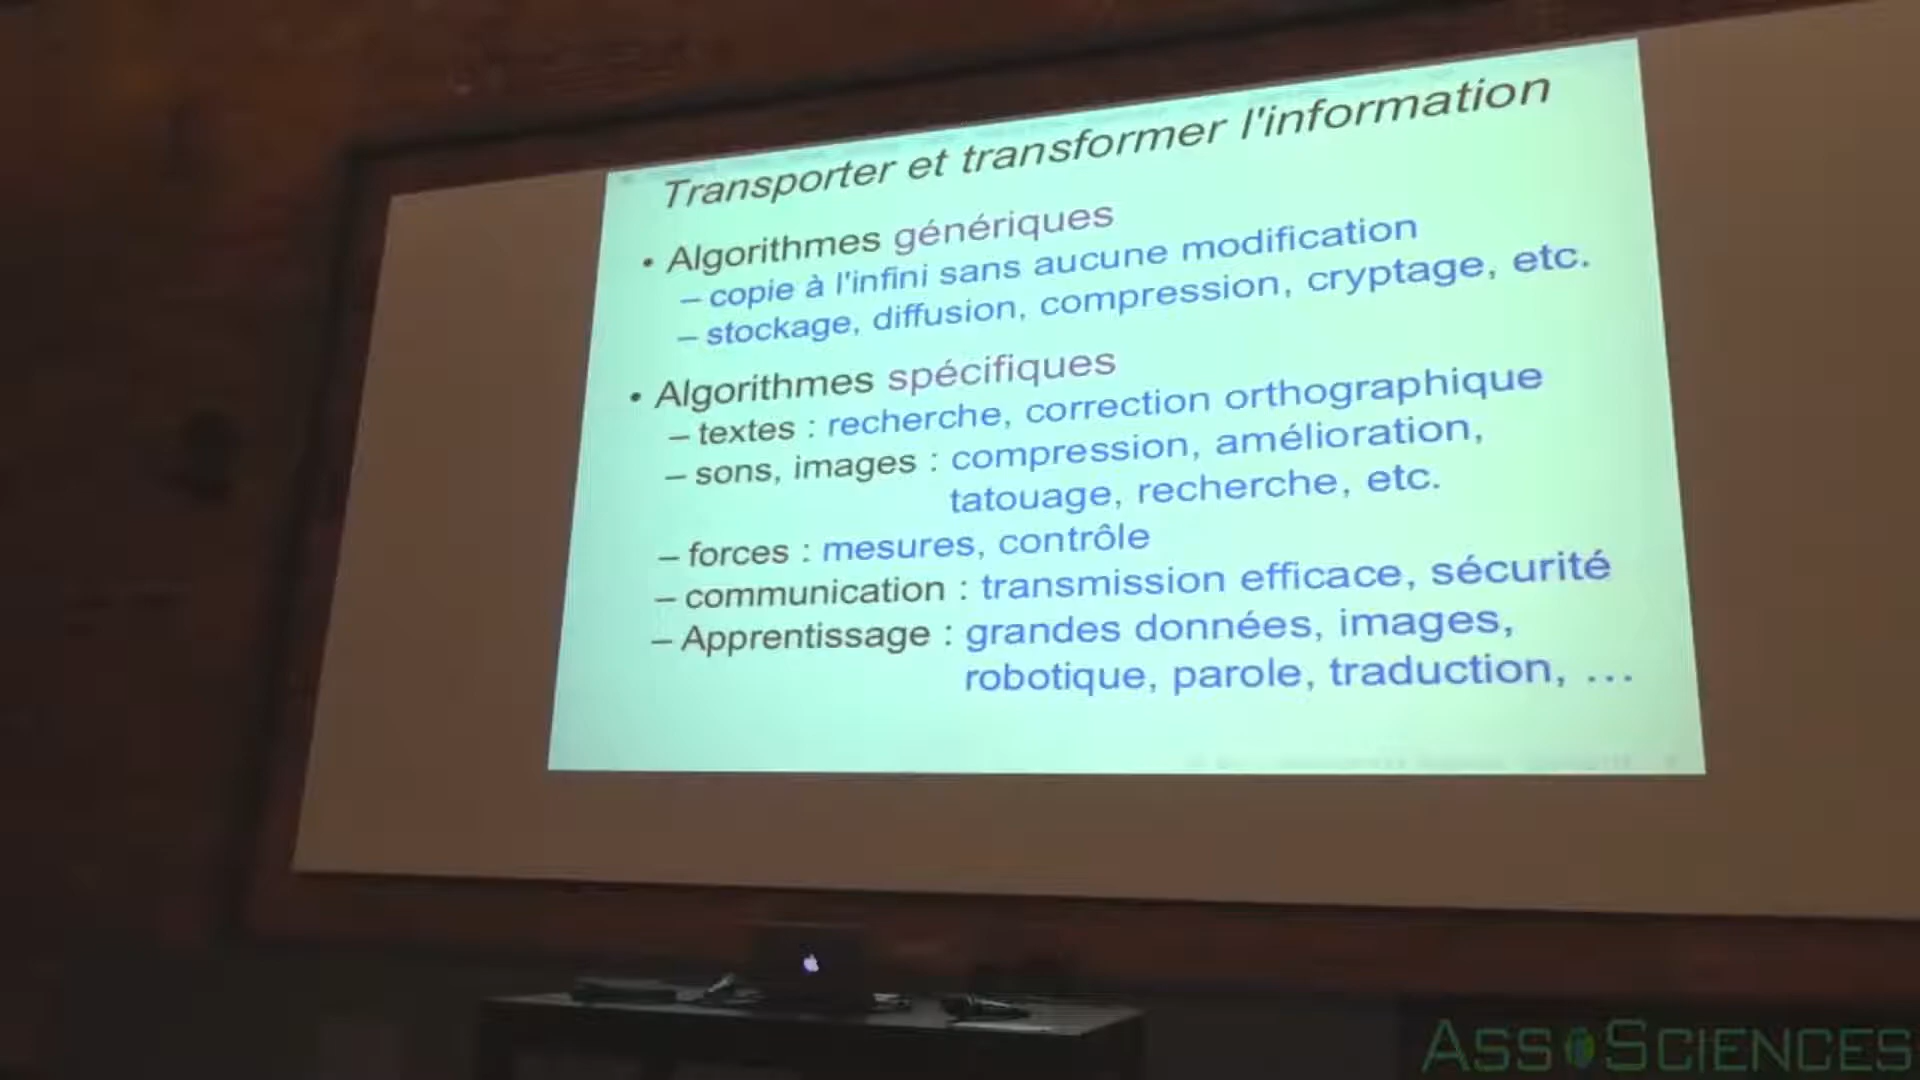 Transporter et transformer l'information
• Algorithmes génériques
– copie à l'infini sans aucune modification
– stockage, diffusion, compression, cryptage, etc.
• Algorithmes spécifiques
– textes : recherche, correction orthographique
– sons, images : compression, amélioration,
tatouage, recherche, etc.
– forces : mesures, contrôle
– communication : transmission efficace, sécurité
– Apprentissage : grandes données, images,
robotique, parole, traduction, ...
ASSOSCIENCES